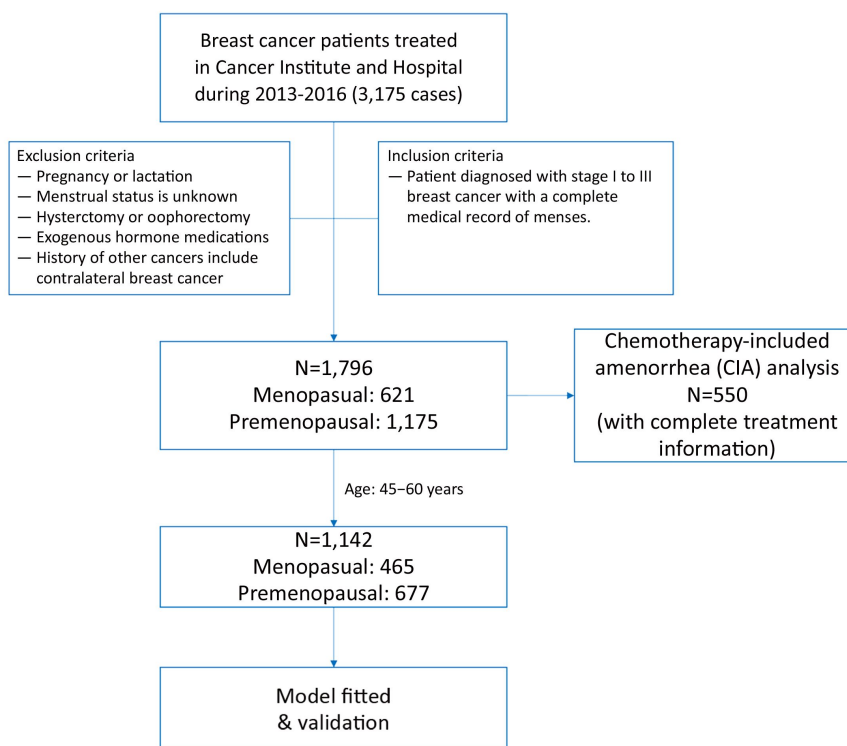 Breast cancer patients treated
in Cancer Institute and Hospital
during 2013-2016 (3,175 cases)
Exclusion criteria
— Pregnancy or lactation
— Menstrual status is unknown
— Hysterctomy or oophorectomy
— Exogenous hormone medications
— History of other cancers include
contralateral breast cancer
Inclusion criteria
— Patient diagnosed with stage I to III
breast cancer with a complete
medical record of menses.
N=1,796
Menopasual: 621
Premenopausal: 1,175
Chemotherapy-included
amenorrhea (CIA) analysis
N=550
(with complete treatment
information)
Age: 45−60 years
N=1,142
Menopasual: 465
Premenopausal: 677
Model fitted
& validation